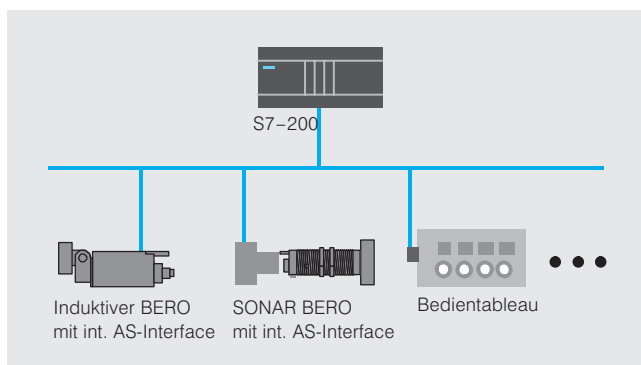 S7–200
Induktiver BERO
mit int. AS-Interface
SONAR BERO
mit int. AS-Interface
Bedientableau